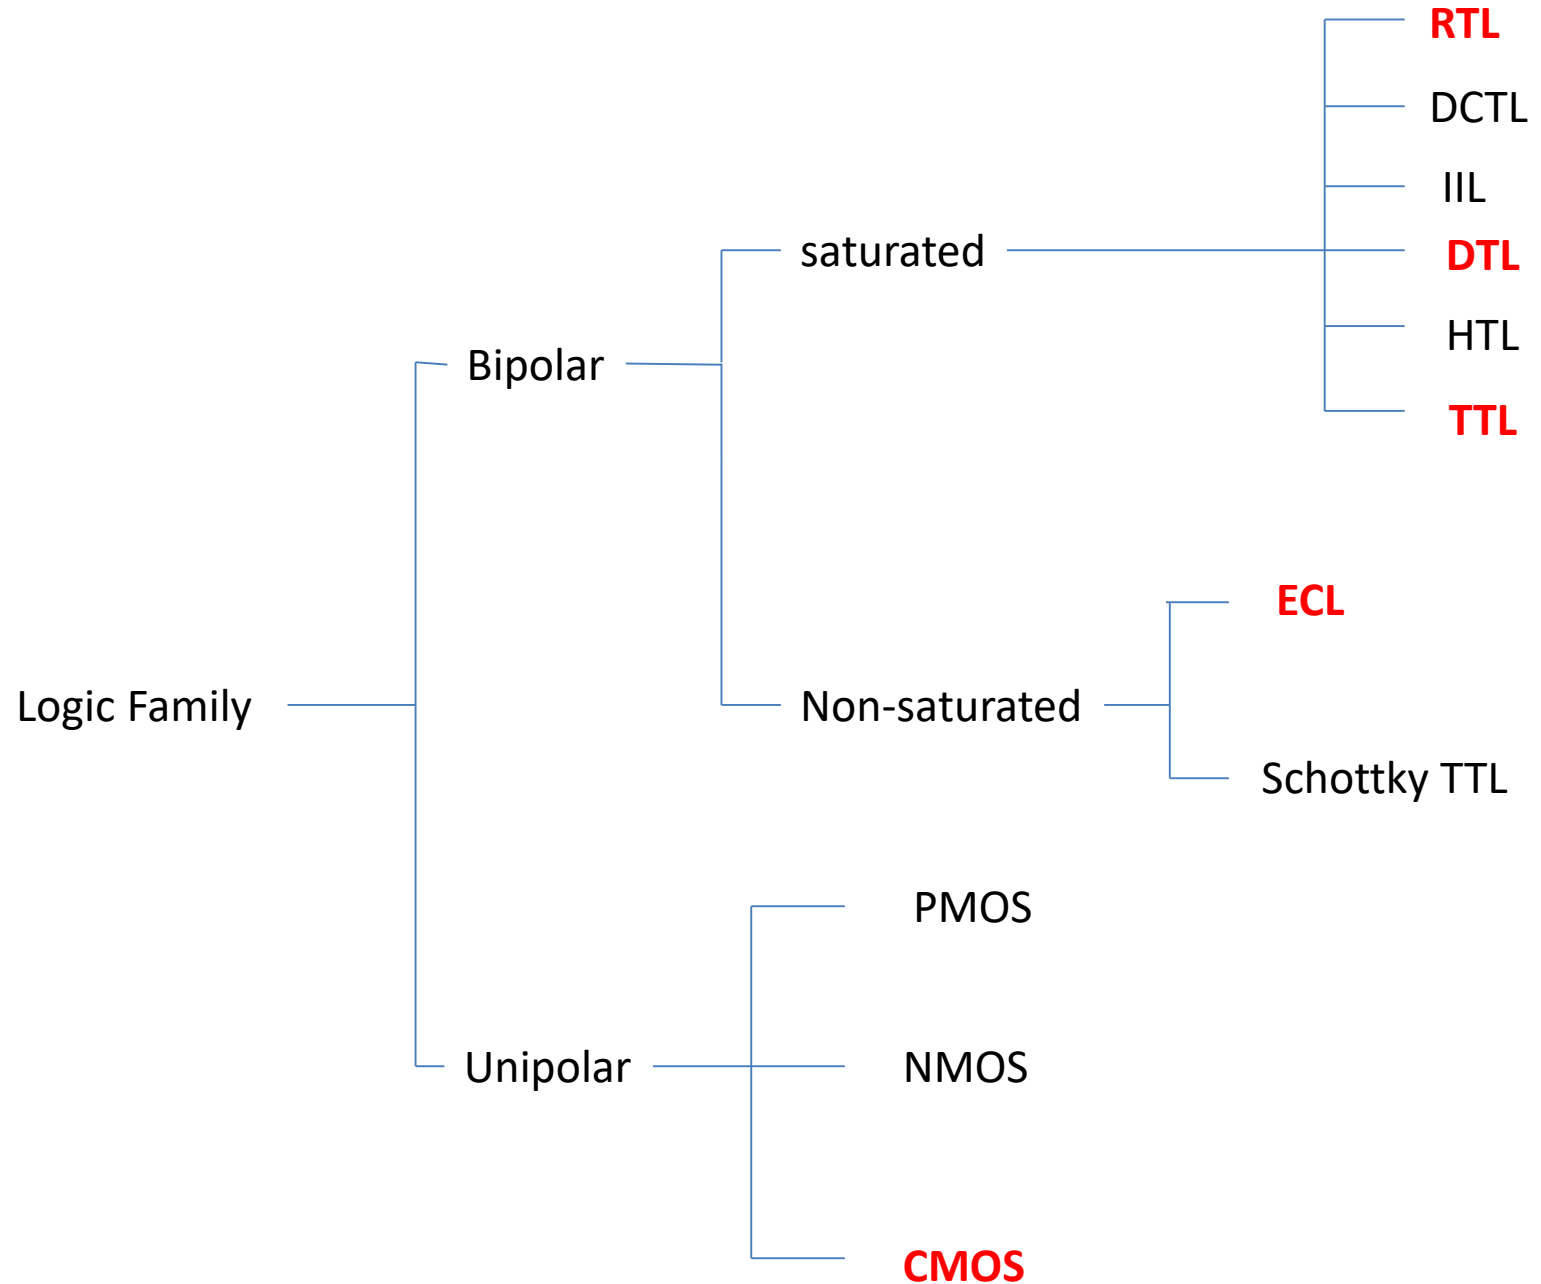 RTL
DCTL
IIL
saturated
DTL
HTL
Bipolar
TTL
ECL
Logic Family
Non-saturated
Schottky TTL
PMOS
Unipolar
NMOS
CMOS